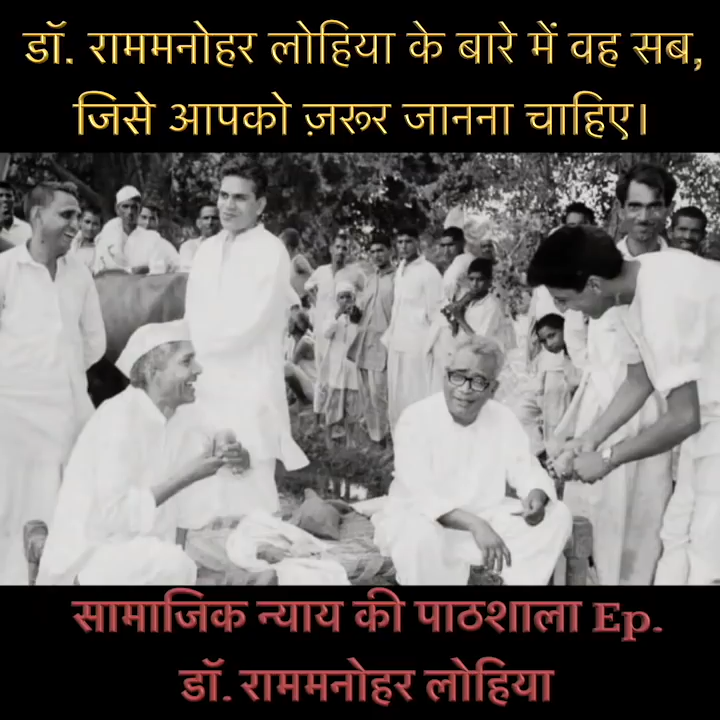 डॉ. राममनोहर लोहिया के बारे में वह सब,
जिसे आपको ज़रूर जानना चाहिए।
सामाजिक न्याय की पाठशाला Ep.
डॉ. राममनोहर लोहिया